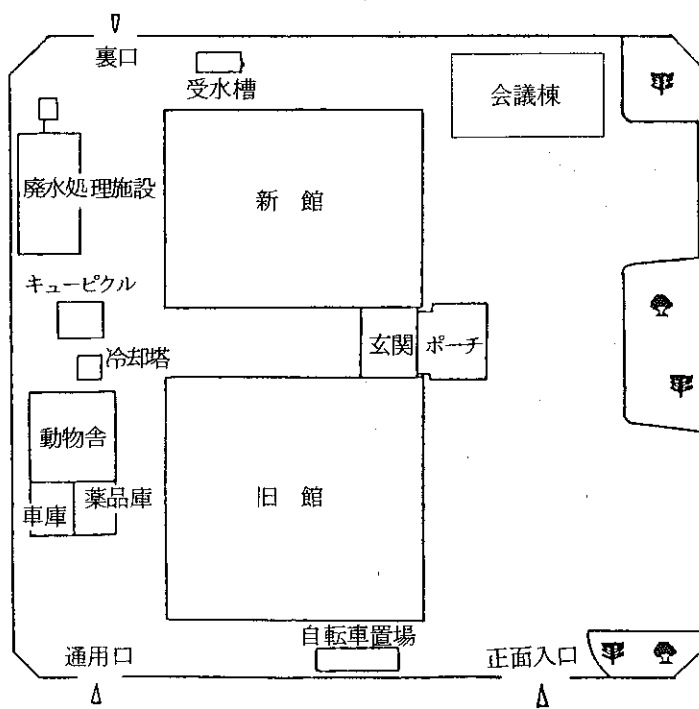 裏口
受水槽
会議棟
廃水処理施設
新館
キュービクル
玄関
ポーチ
冷却塔
動物舎
旧館
車庫
薬品庫
自転車置場
通用口
正面入口